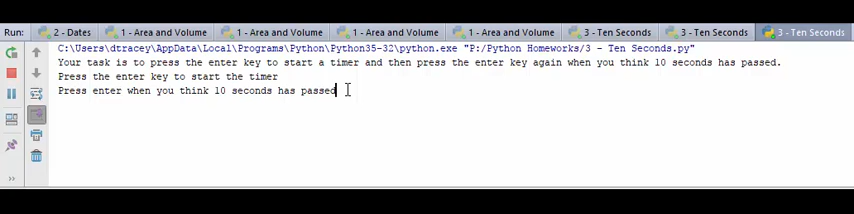 Run: 2 - Dates 1 - Area and Volume 1 - Area and Volume 1 - Area and Volume 1 - Area and Volume 3 - Ten Seconds 3 - Ten Seconds 3 - Ten Seconds
C:\Users\dtracey\AppData\Local\Programs\Python\Python35-32\python.exe "P:/Python Homeworks/3 - Ten Seconds.py"
Your task is to press the enter key to start a timer and then press the enter key again when you think 10 seconds has passed.
Press the enter key to start the timer
Press enter when you think 10 seconds has passed